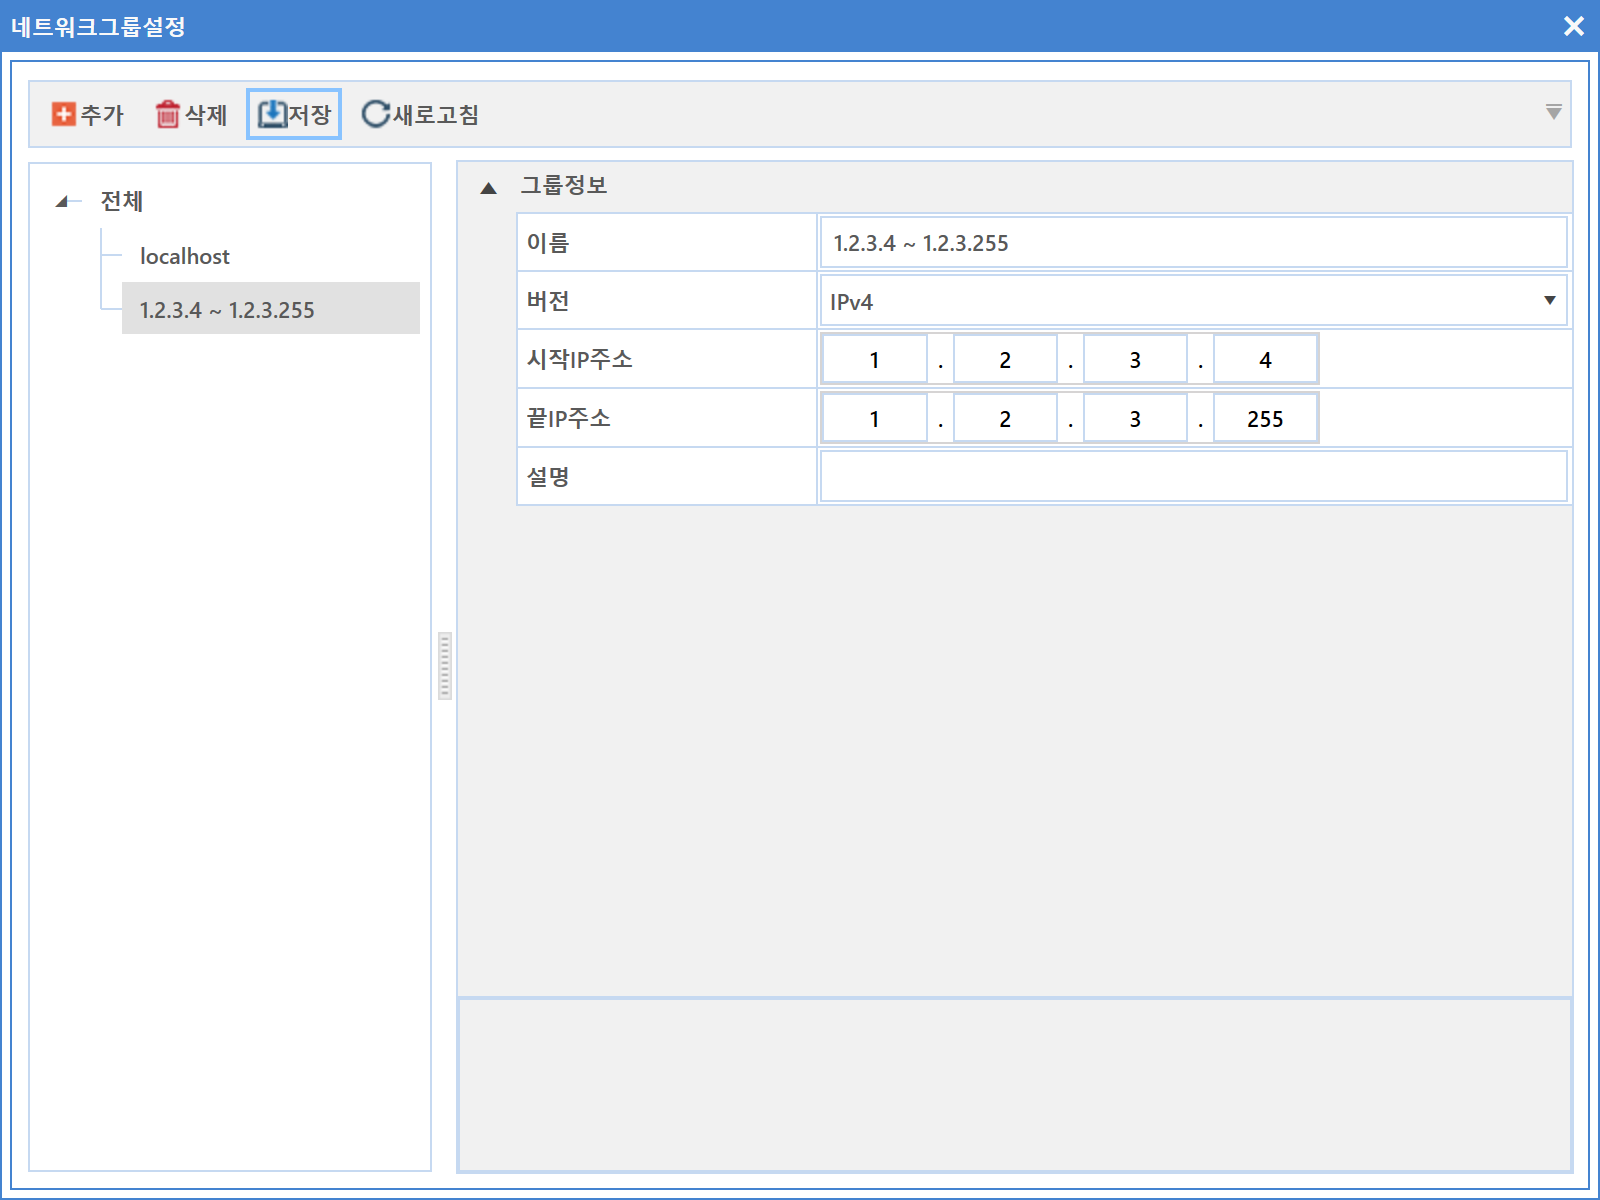 네트워크그룹설정
추가 삭제 저장 새로고침
전체
localhost
1.2.3.4 ~ 1.2.3.255
그룹정보
이름 1.2.3.4 ~ 1.2.3.255
버전 IPv4
시작IP주소 1 . 2 . 3 . 4
끝IP주소 1 . 2 . 3 . 255
설명